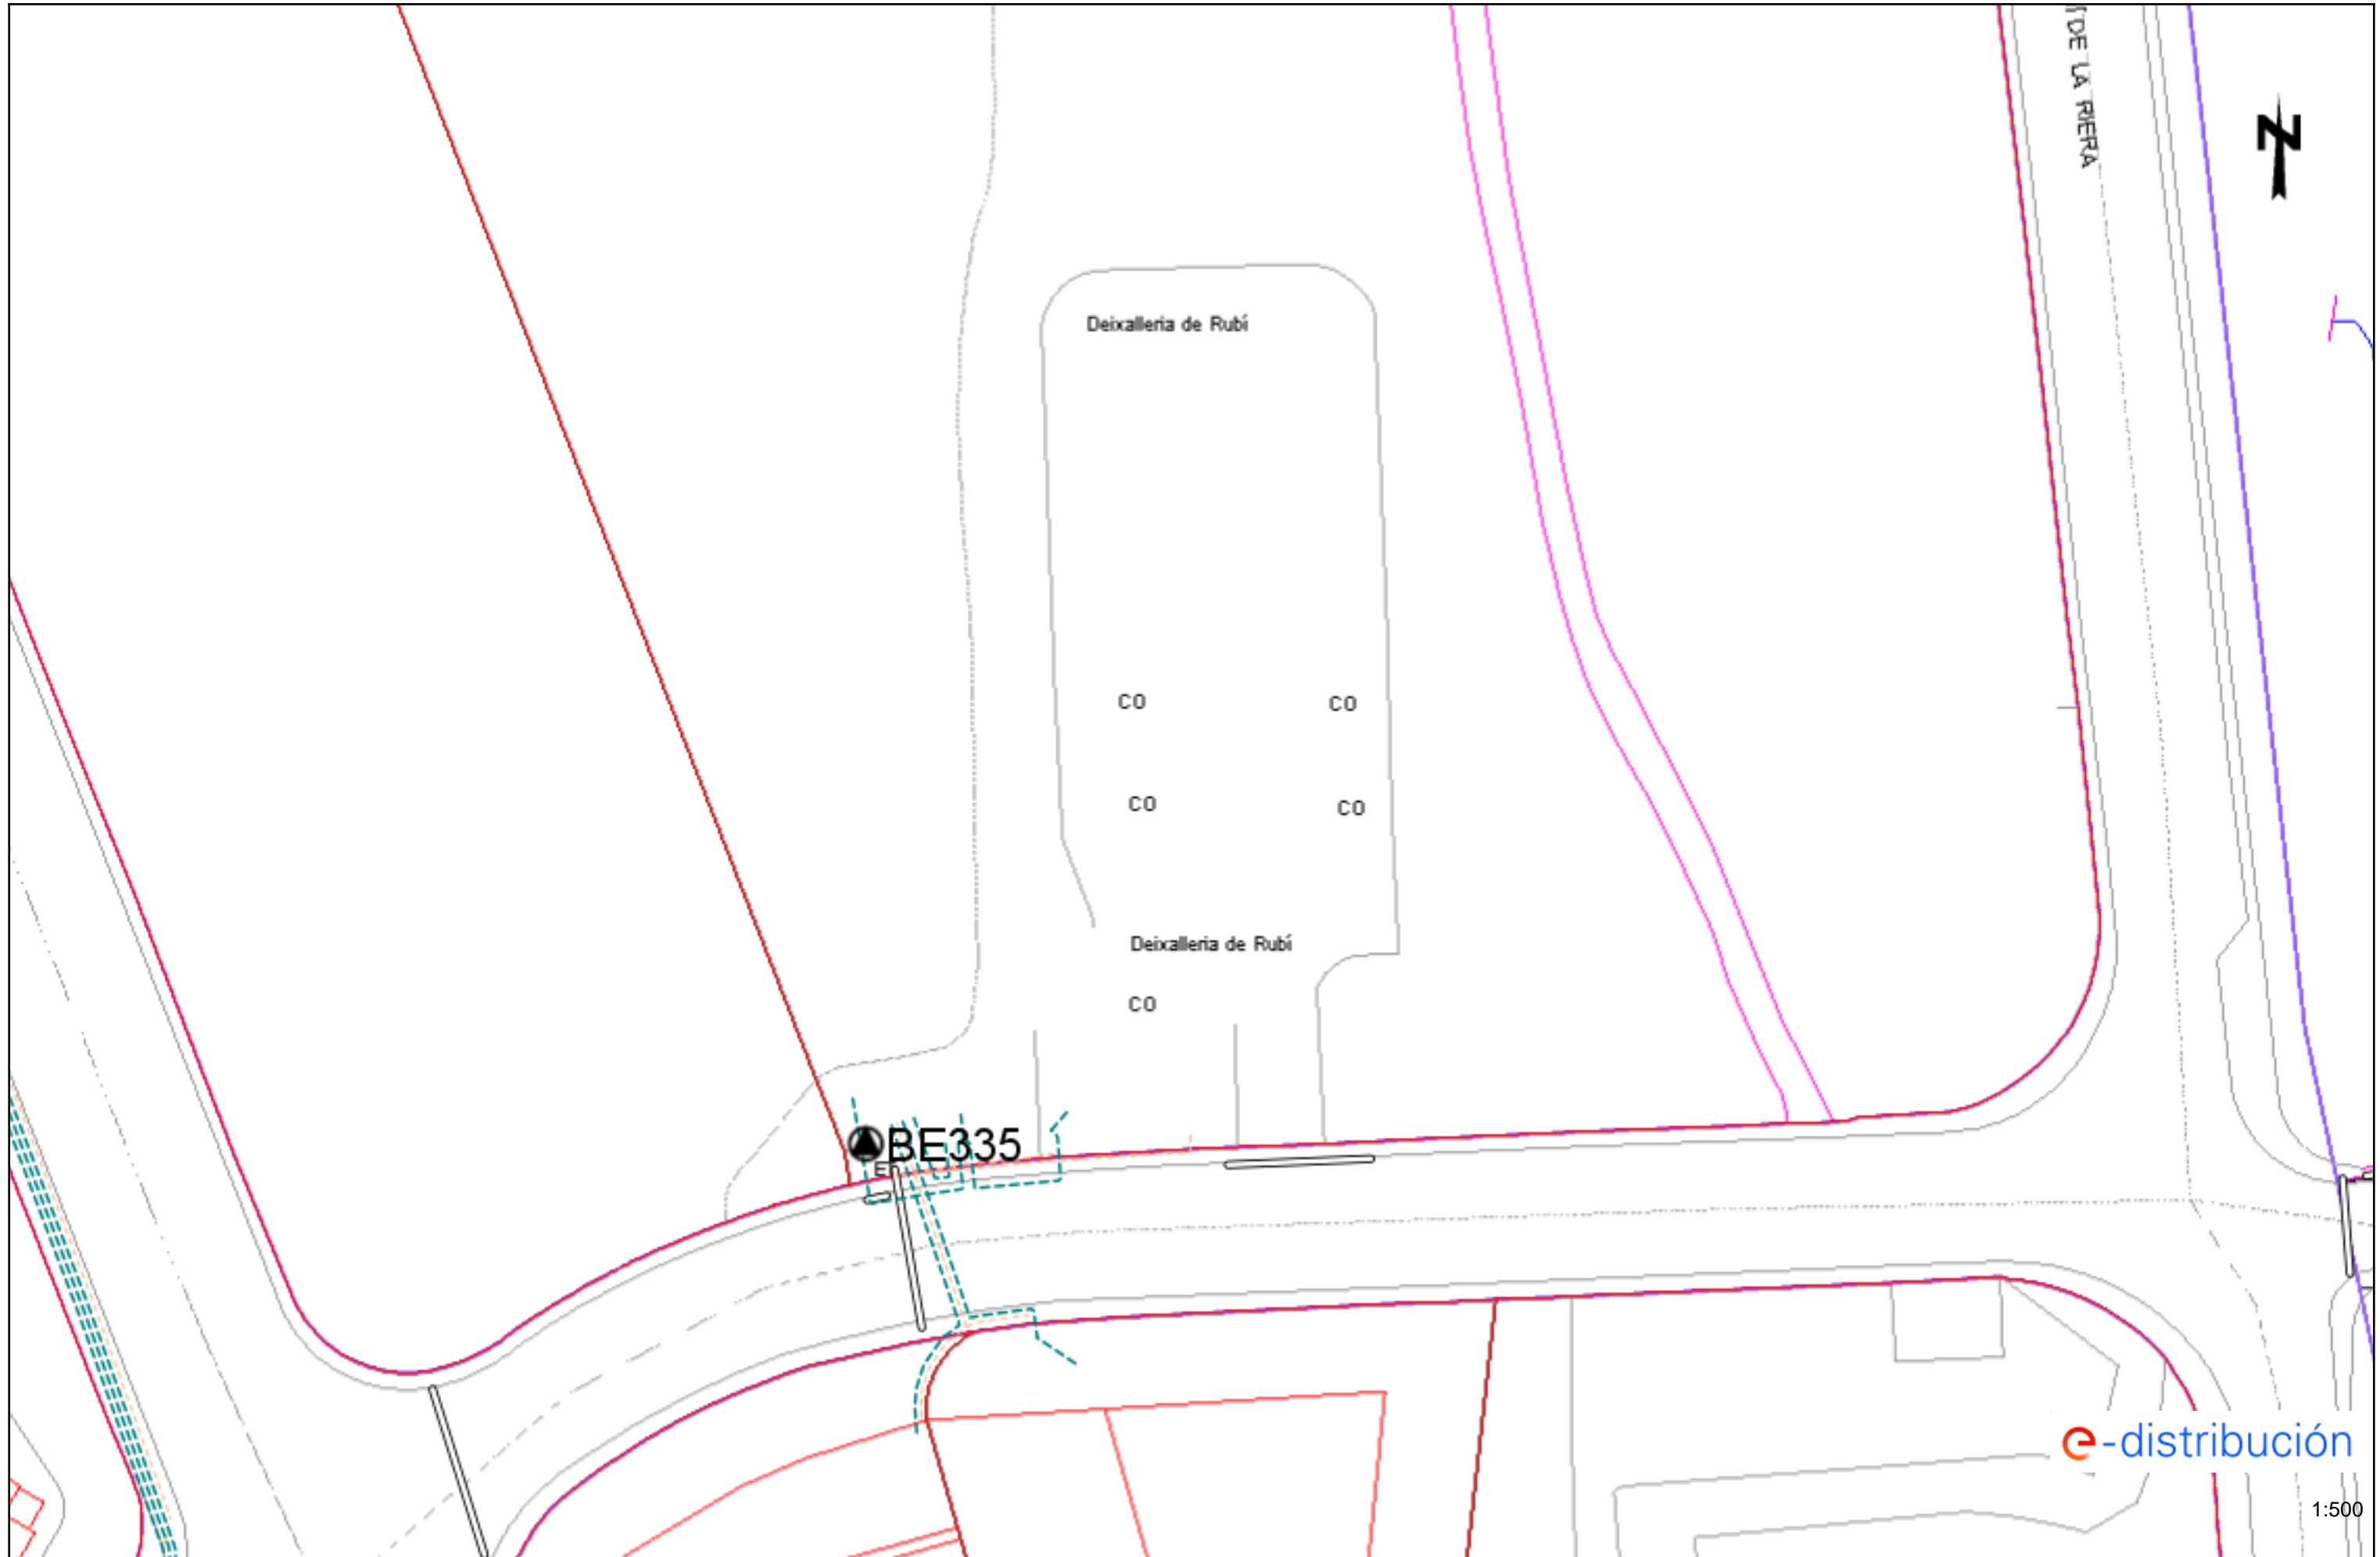 DE LA RIERA
N
Deixalleria de Rubí
CO
CO
CO
CO
Deixalleria de Rubí
CO
BE335
E
e-distribución
1:500